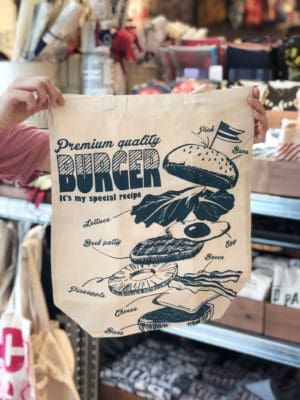 Premium quality
BURGER
It's my special recipe
Pick
Buns
Lettuce
Egg
Beef patty
Bacon
Pineapple
Cheese
Buns